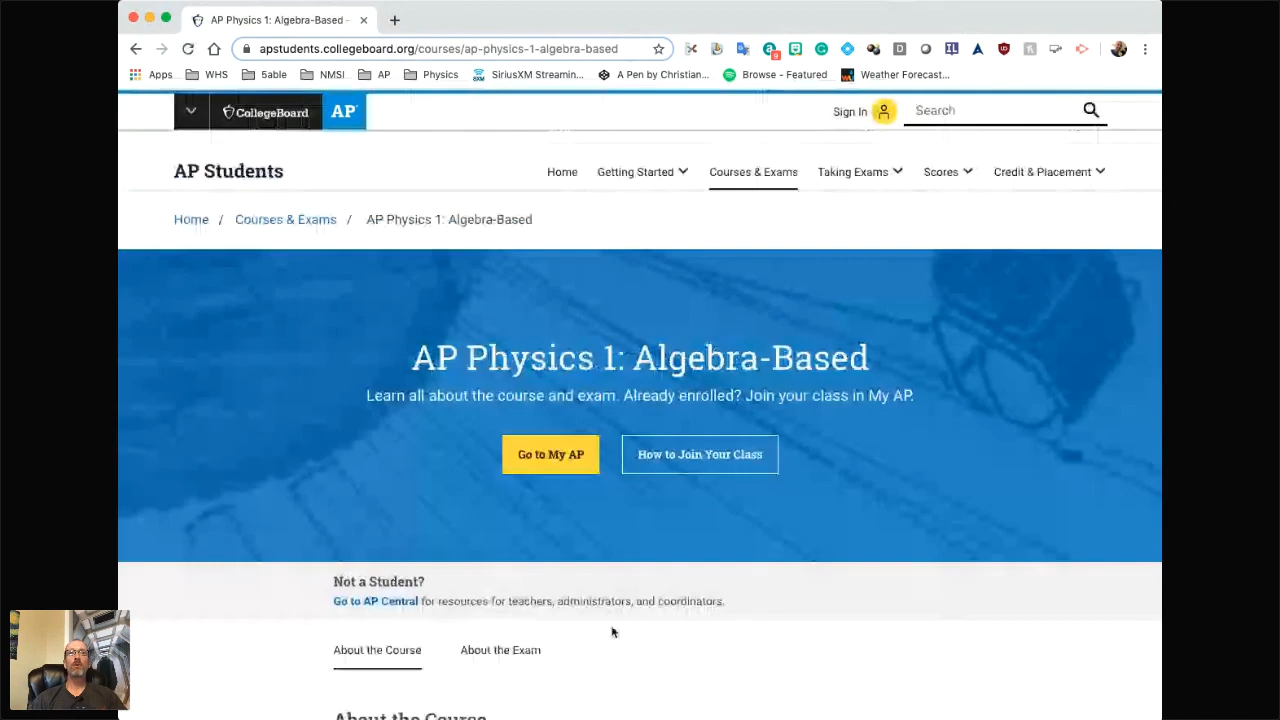 AP Physics 1: Algebra-Based -
apstudents.collegeboard.org/courses/ap-physics-1-algebra-based
9
Apps WHS 5able NMSI AP Physics SiriusXM Streamin... A Pen by Christian... Browse - Featured Weather Forecast...
CollegeBoard AP Sign In Search
AP Students Home Getting Started Courses & Exams Taking Exams Scores Credit & Placement
Home / Courses & Exams / AP Physics 1: Algebra-Based
AP Physics 1: Algebra-Based
Learn all about the course and exam. Already enrolled? Join your class in My AP.
Go to My AP How to Join Your Class
Not a Student?
Go to AP Central for resources for teachers, administrators, and coordinators.
About the Course About the Exam
About the Course